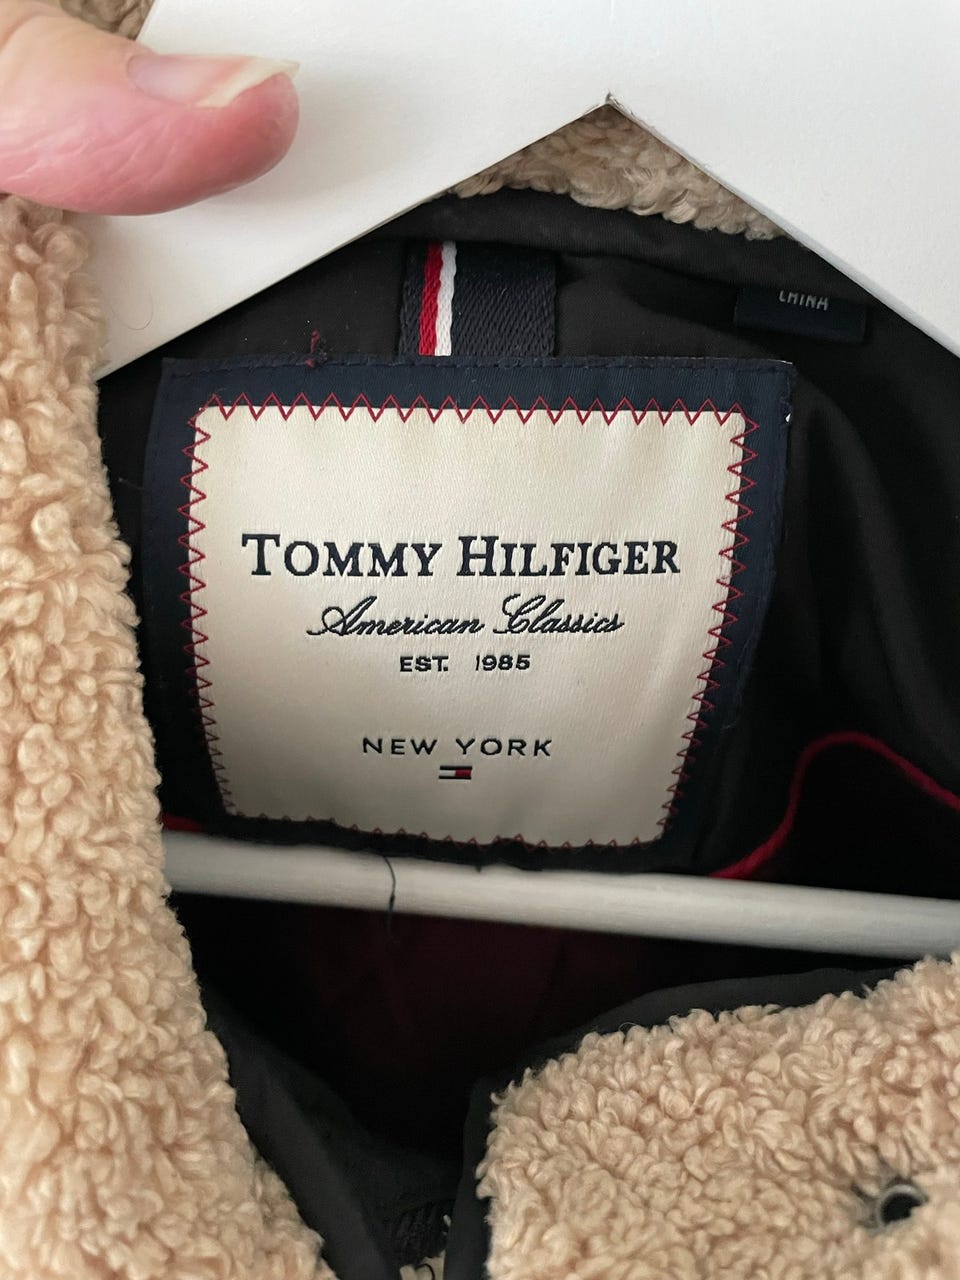 CHINA
TOMMY HILFIGER
American Classics
EST. 1985
NEW YORK